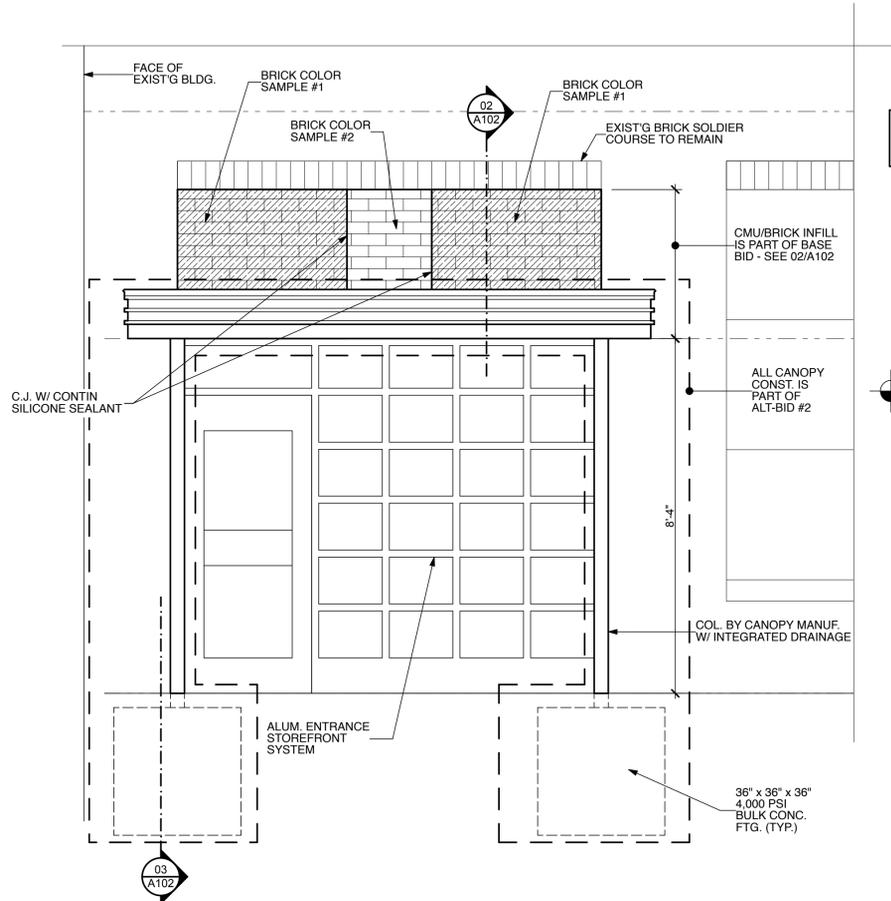 FACE OF
EXIST'G BLDG.
BRICK COLOR
SAMPLE #1
BRICK COLOR
SAMPLE #2
02
A102
BRICK COLOR
SAMPLE #1
EXIST'G BRICK SOLDIER
COURSE TO REMAIN
CMU/BRICK INFILL
IS PART OF BASE
BID - SEE 02/A102
C.J. W/ CONTIN
SILICONE SEALANT
ALL CANOPY
CONST. IS
PART OF
ALT-BID #2
8'-4"
COL. BY CANOPY MANUF.
W/ INTEGRATED DRAINAGE
ALUM. ENTRANCE
STOREFRONT
SYSTEM
36" x 36" x 36"
4,000 PSI
BULK CONC.
FTG. (TYP.)
03
A102